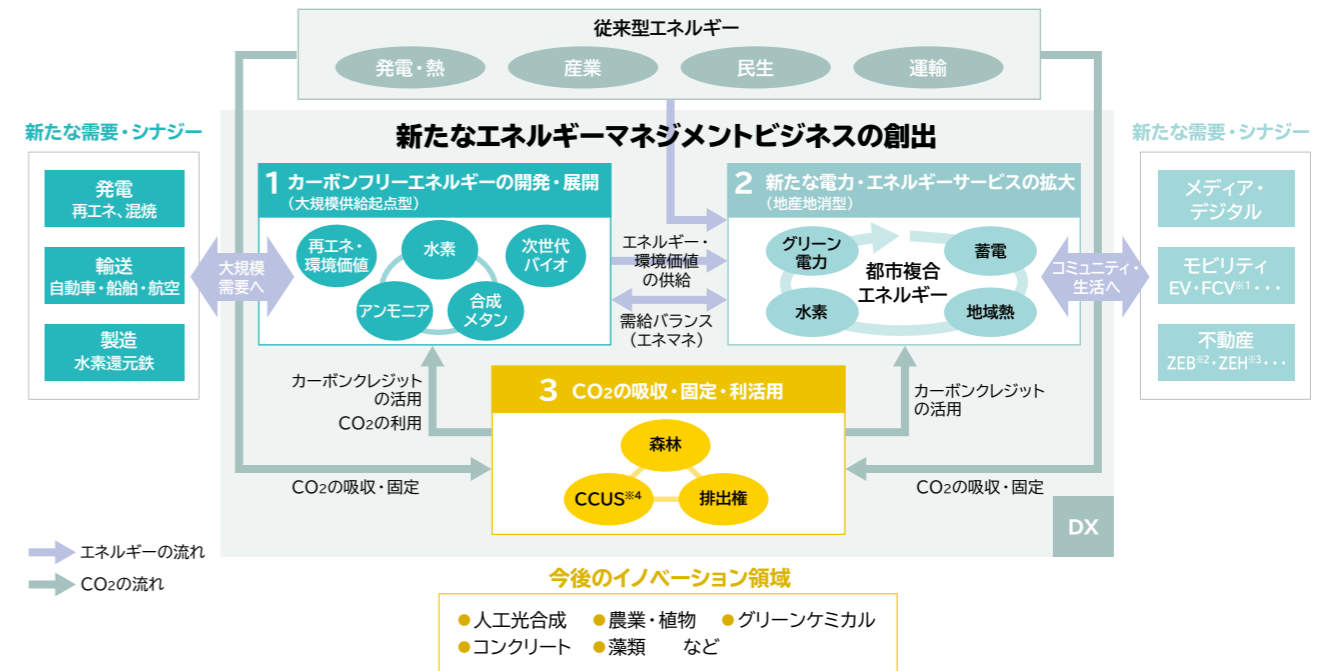 従来型エネルギー
発電・熱
産業
民生
運輸
新たなエネルギーマネジメントビジネスの創出
新たな需要・シナジー
発電
再エネ、混焼
輸送
自動車・船舶・航空
製造
水素還元鉄
大規模
需要へ
1 カーボンフリーエネルギーの開発・展開
(大規模供給起点型)
再エネ・
環境価値
水素
次世代
バイオ
アンモニア
合成
メタン
エネルギー・
環境価値
の供給
需給バランス
(エネマネ)
2 新たな電力・エネルギーサービスの拡大
(地産地消型)
グリーン
電力
蓄電
都市複合
エネルギー
水素
地域熱
コミュニティ・
生活へ
新たな需要・シナジー
メディア・
デジタル
モビリティ
EV・FCV※1・・・
不動産
ZEB※2・ZEH※3・・・
カーボンクレジット
の活用
CO2の利用
3 CO2の吸収・固定・利活用
森林
CCUS※4
排出権
カーボンクレジット
の活用
CO2の吸収・固定
CO2の吸収・固定
DX
エネルギーの流れ
CO2の流れ
今後のイノベーション領域
●人工光合成 ●農業・植物 ●グリーンケミカル
●コンクリート ●藻類 など